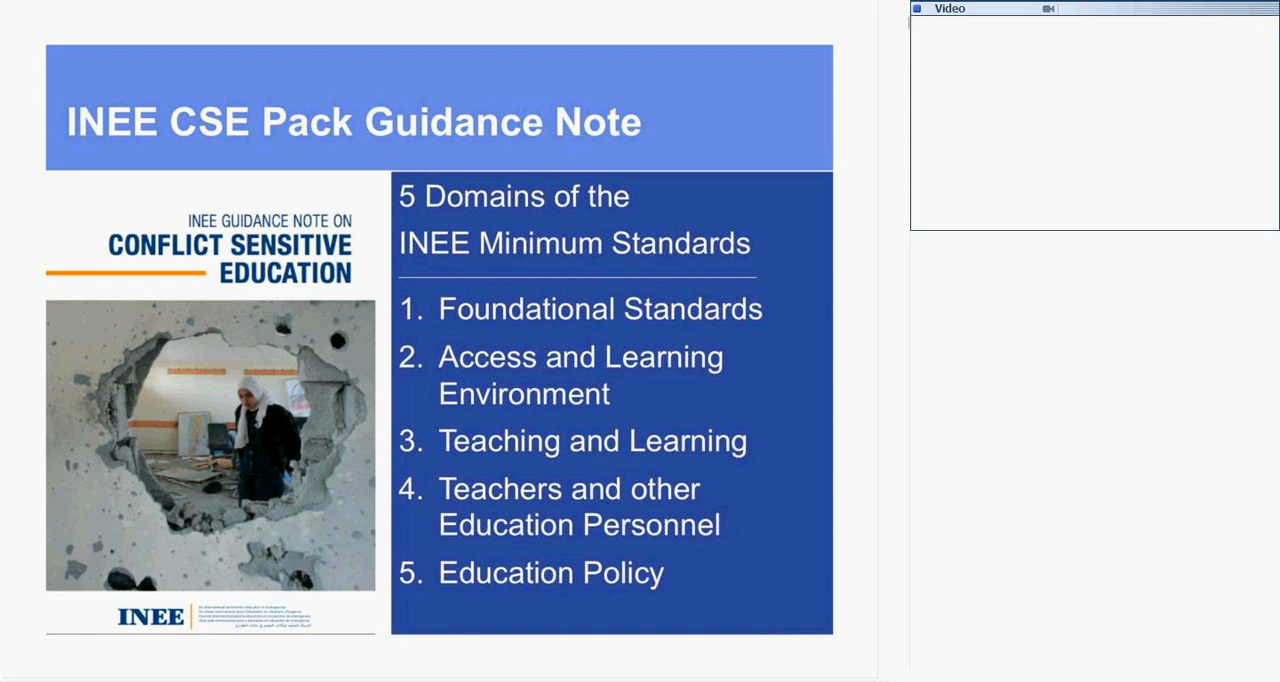 Video
INEE CSE Pack Guidance Note
INEE GUIDANCE NOTE ON
CONFLICT SENSITIVE
EDUCATION
INEE
5 Domains of the
INEE Minimum Standards
1. Foundational Standards
2. Access and Learning
Environment
3. Teaching and Learning
4. Teachers and other
Education Personnel
5. Education Policy